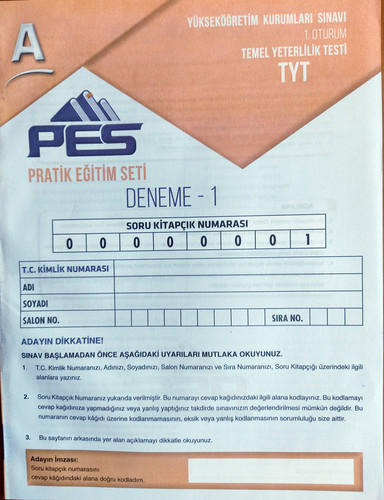 A
YÜKSEKÖĞRETİM KURUMLARI SINAVI
1. OTURUM
TEMEL YETERLİLİK TESTİ
TYT
PES
PRATİK EĞİTİM SETİ
DENEME - 1
SORU KİTAPÇIK NUMARASI
0 0 0 0 0 0 0 1
T.C. KİMLİK NUMARASI
ADI
SOYADI
SALON NO. SIRA NO.
ADAYIN DİKKATİNE!
SINAV BAŞLAMADAN ÖNCE AŞAĞIDAKİ UYARILARI MUTLAKA OKUYUNUZ.
1. T.C. Kimlik Numaranızı, Adınızı, Soyadınızı, Salon Numaranızı ve Sıra Numaranızı, Soru Kitapçığı üzerindeki ilgili
alanlara yazınız.
2. Soru Kitapçık Numaranız yukarıda verilmiştir. Bu numarayı cevap kağıdınızdaki ilgili alana kodlayınız. Bu kodlamayı
cevap kağıdınıza yapmadığınız veya yanlış yaptığınız takdirde sınavınızın değerlendirilmesi mümkün değildir. Bu
numaranın cevap kâğıdı üzerine kodlanmamasının, eksik veya yanlış kodlanmasının sorumluluğu size aittir.
3. Bu sayfanın arkasında yer alan açıklamayı dikkatle okuyunuz.
Adayın İmzası:
Soru kitapçık numarasını
cevap kâğıdındaki alana doğru kodladım.